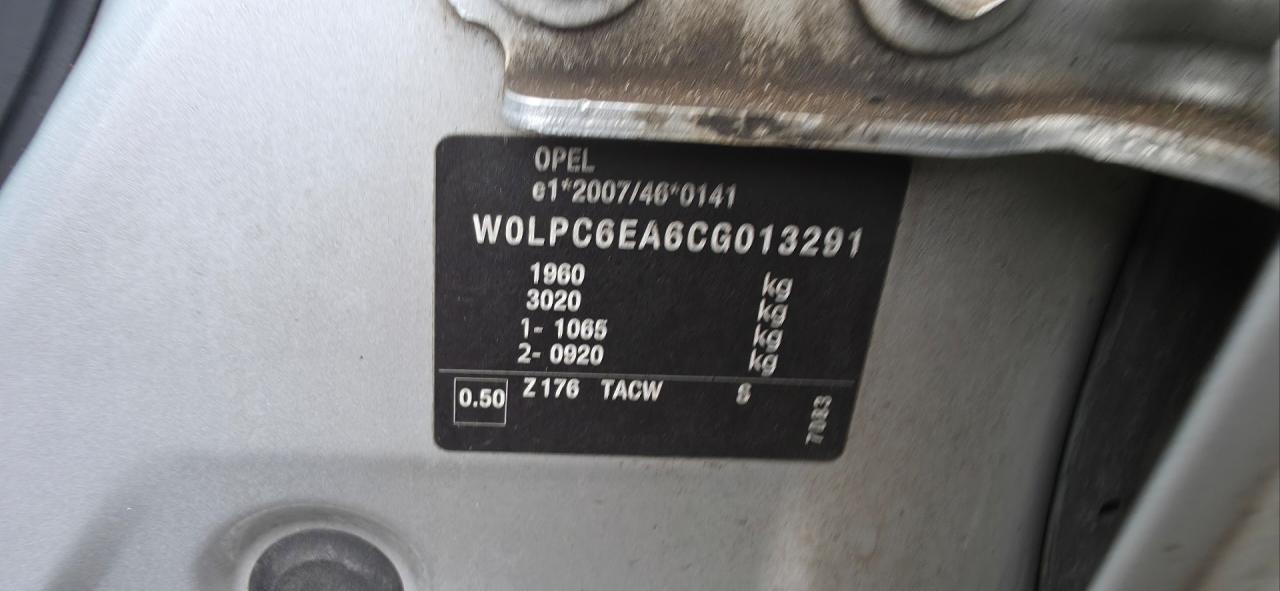 OPEL
e1*2007/46*0141
W0LPC6EA6CG013291
1960 kg
3020 kg
1- 1065 kg
2- 0920 kg
0.50 Z176 TACW S
7083